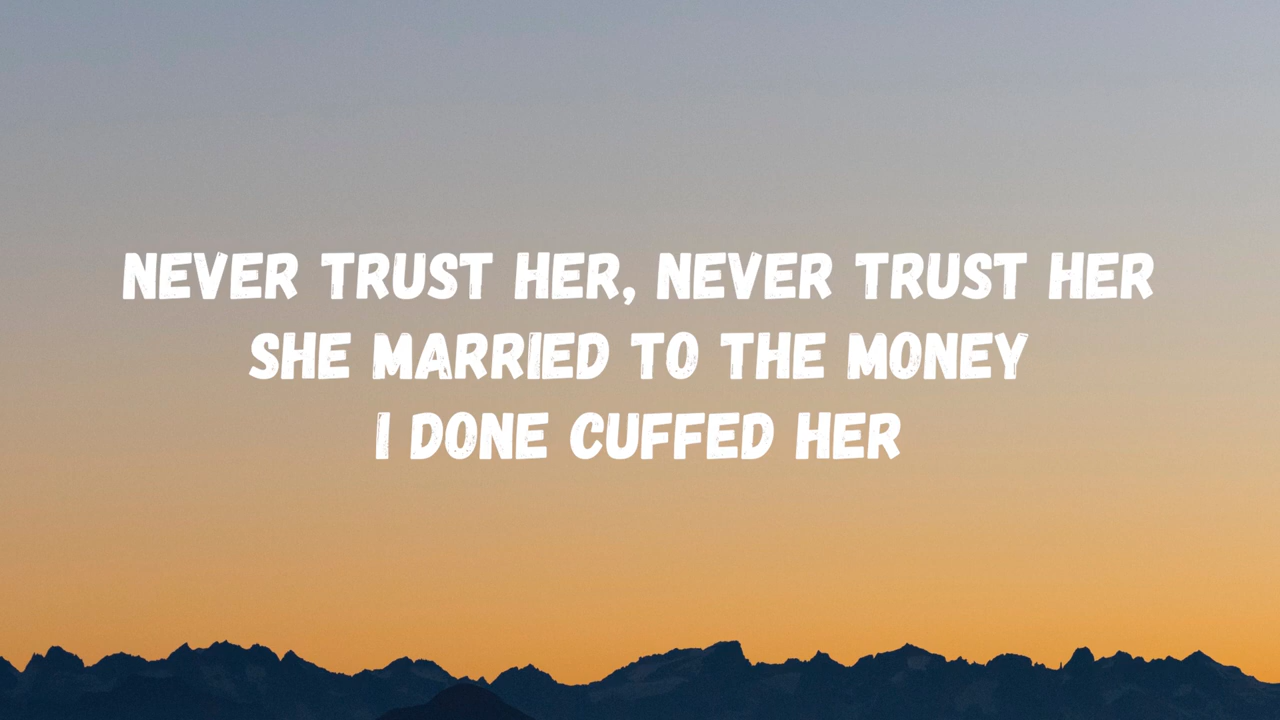 NEVER TRUST HER, NEVER TRUST HER
SHE MARRIED TO THE MONEY
I DONE CUFFED HER